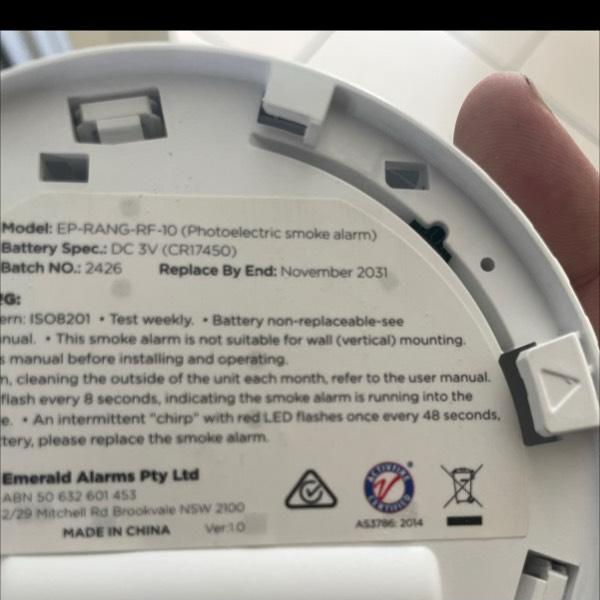 Model: EP-RANG-RF-10 (Photoelectric smoke alarm)
Battery Spec.: DC 3V (CR17450)
Batch NO.: 2426 Replace By End: November 2031
G:
ern: ISO8201 • Test weekly. • Battery non-replaceable-see
nual. • This smoke alarm is not suitable for wall (vertical) mounting.
s manual before installing and operating.
n, cleaning the outside of the unit each month, refer to the user manual.
flash every 8 seconds, indicating the smoke alarm is running into the
e. • An intermittent "chirp" with red LED flashes once every 48 seconds,
tery, please replace the smoke alarm.
Emerald Alarms Pty Ltd
ABN 50 632 601 453
2/29 Mitchell Rd Brookvale NSW 2100
MADE IN CHINA Ver:1.0
ACTIVFIRE
CERTIFIED
AS3786: 2014